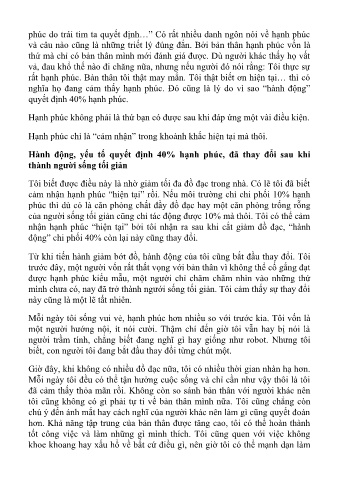 phúc do trái tim ta quyết định…” Có rất nhiều danh ngôn nói về hạnh phúc
và câu nào cũng là những triết lý đúng đắn. Bởi bản thân hạnh phúc vốn là
thứ mà chỉ có bản thân mình mới đánh giá được. Dù người khác thấy họ vất
vả, đau khổ thế nào đi chăng nữa, nhưng nếu người đó nói rằng: Tôi thực sự
rất hạnh phúc. Bản thân tôi thật may mắn. Tôi thật biết ơn hiện tại… thì có
nghĩa họ đang cảm thấy hạnh phúc. Đó cũng là lý do vì sao “hành động”
quyết định 40% hạnh phúc.
Hạnh phúc không phải là thứ bạn có được sau khi đáp ứng một vài điều kiện.
Hạnh phúc chỉ là “cảm nhận” trong khoảnh khắc hiện tại mà thôi.
Hành động, yếu tố quyết định 40% hạnh phúc, đã thay đổi sau khi
thành người sống tối giản
Tôi biết được điều này là nhờ giảm tối đa đồ đạc trong nhà. Có lẽ tôi đã biết
cảm nhận hạnh phúc “hiện tại” rồi. Nếu môi trường chỉ chi phối 10% hạnh
phúc thì dù có là căn phòng chất đầy đồ đạc hay một căn phòng trống rỗng
của người sống tối giản cũng chỉ tác động được 10% mà thôi. Tôi có thể cảm
nhận hạnh phúc “hiện tại” bởi tôi nhận ra sau khi cắt giảm đồ đạc, “hành
động” chi phối 40% còn lại này cũng thay đổi.
Từ khi tiến hành giảm bớt đồ, hành động của tôi cũng bắt đầu thay đổi. Tôi
trước đây, một người vốn rất thất vọng với bản thân vì không thể cố gắng đạt
được hạnh phúc kiểu mẫu, một người chỉ chăm chăm nhìn vào những thứ
mình chưa có, nay đã trở thành người sống tối giản. Tôi cảm thấy sự thay đổi
này cũng là một lẽ tất nhiên.
Mỗi ngày tôi sống vui vẻ, hạnh phúc hơn nhiều so với trước kia. Tôi vốn là
một người hướng nội, ít nói cười. Thậm chí đến giờ tôi vẫn hay bị nói là
người trầm tính, chẳng biết đang nghĩ gì hay giống như robot. Nhưng tôi
biết, con người tôi đang bắt đầu thay đổi từng chút một.
Giờ đây, khi không có nhiều đồ đạc nữa, tôi có nhiều thời gian nhàn hạ hơn.
Mỗi ngày tôi đều có thể tận hưởng cuộc sống và chỉ cần như vậy thôi là tôi
đã cảm thấy thỏa mãn rồi. Không còn so sánh bản thân với người khác nên
tôi cũng không có gì phải tự ti về bản thân mình nữa. Tôi cũng chẳng còn
chú ý đến ánh mắt hay cách nghĩ của người khác nên làm gì cũng quyết đoán
hơn. Khả năng tập trung của bản thân được tăng cao, tôi có thể hoàn thành
tốt công việc và làm những gì mình thích. Tôi cũng quen với việc không
khoe khoang hay xấu hổ về bất cứ điều gì, nên giờ tôi có thể mạnh dạn làm